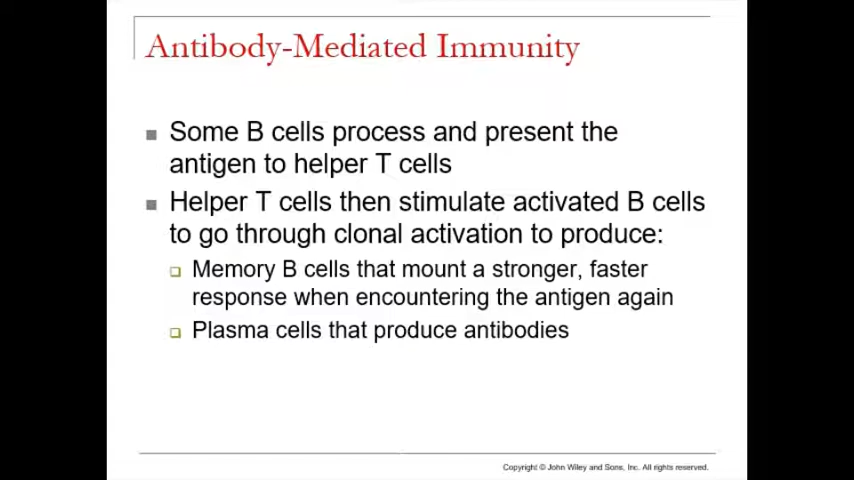 Antibody-Mediated Immunity
Some B cells process and present the
antigen to helper T cells
Helper T cells then stimulate activated B cells
to go through clonal activation to produce:
Memory B cells that mount a stronger, faster
response when encountering the antigen again
Plasma cells that produce antibodies
Copyright © John Wiley and Sons, Inc. All rights reserved.